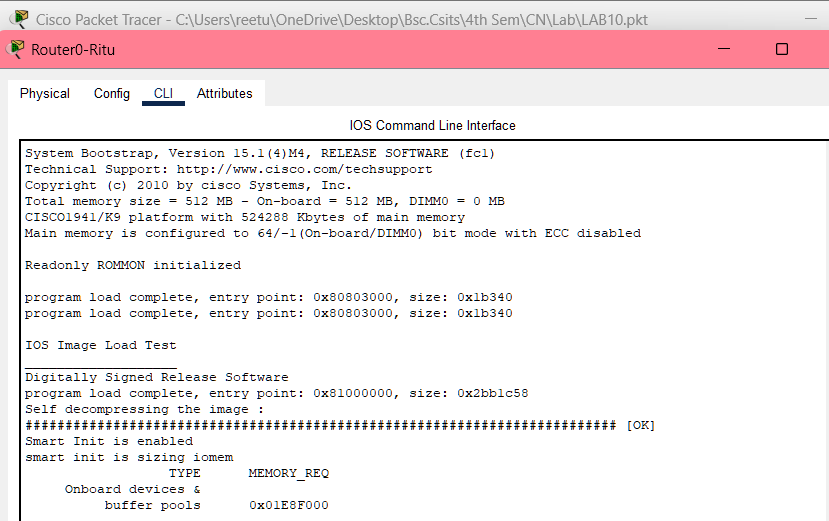 Cisco Packet Tracer - C:\Users\reetu\OneDrive\Desktop\Bsc.Csits\4th Sem\CN\Lab\LAB10.pkt
Router0-Ritu
Physical Config CLI Attributes
IOS Command Line Interface
System Bootstrap, Version 15.1(4)M4, RELEASE SOFTWARE (fc1)
Technical Support: http://www.cisco.com/techsupport
Copyright (c) 2010 by cisco Systems, Inc.
Total memory size = 512 MB - On-board = 512 MB, DIMM0 = 0 MB
CISCO1941/K9 platform with 524288 Kbytes of main memory
Main memory is configured to 64/-1(On-board/DIMM0) bit mode with ECC disabled
Readonly ROMMON initialized
program load complete, entry point: 0x80803000, size: 0x1b340
program load complete, entry point: 0x80803000, size: 0x1b340
IOS Image Load Test
___________________
Digitally Signed Release Software
program load complete, entry point: 0x81000000, size: 0x2bb1c58
Self decompressing the image :
########################################################################## [OK]
Smart Init is enabled
smart init is sizing iomem
TYPE MEMORY_REQ
Onboard devices &
buffer pools 0x01E8F000